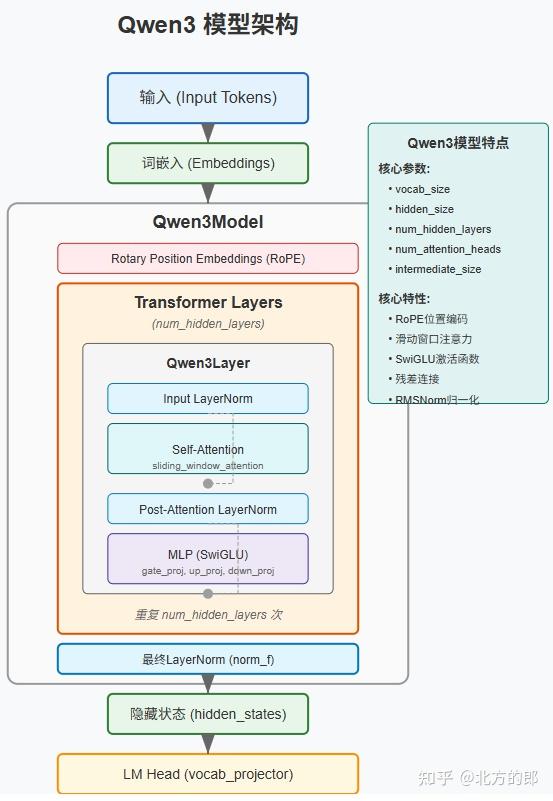 Qwen3 模型架构
输入 (Input Tokens)
词嵌入 (Embeddings)
Qwen3Model
Rotary Position Embeddings (RoPE)
Transformer Layers
(num_hidden_layers)
Qwen3Layer
Input LayerNorm
Self-Attention
sliding_window_attention
Post-Attention LayerNorm
MLP (SwiGLU)
gate_proj, up_proj, down_proj
重复 num_hidden_layers 次
最终LayerNorm (norm_f)
隐藏状态 (hidden_states)
LM Head (vocab_projector)
Qwen3模型特点
核心参数:
• vocab_size
• hidden_size
• num_hidden_layers
• num_attention_heads
• intermediate_size
核心特性:
• RoPE位置编码
• 滑动窗口注意力
• SwiGLU激活函数
• 残差连接
• RMSNorm归一化
知乎 @北方的郎